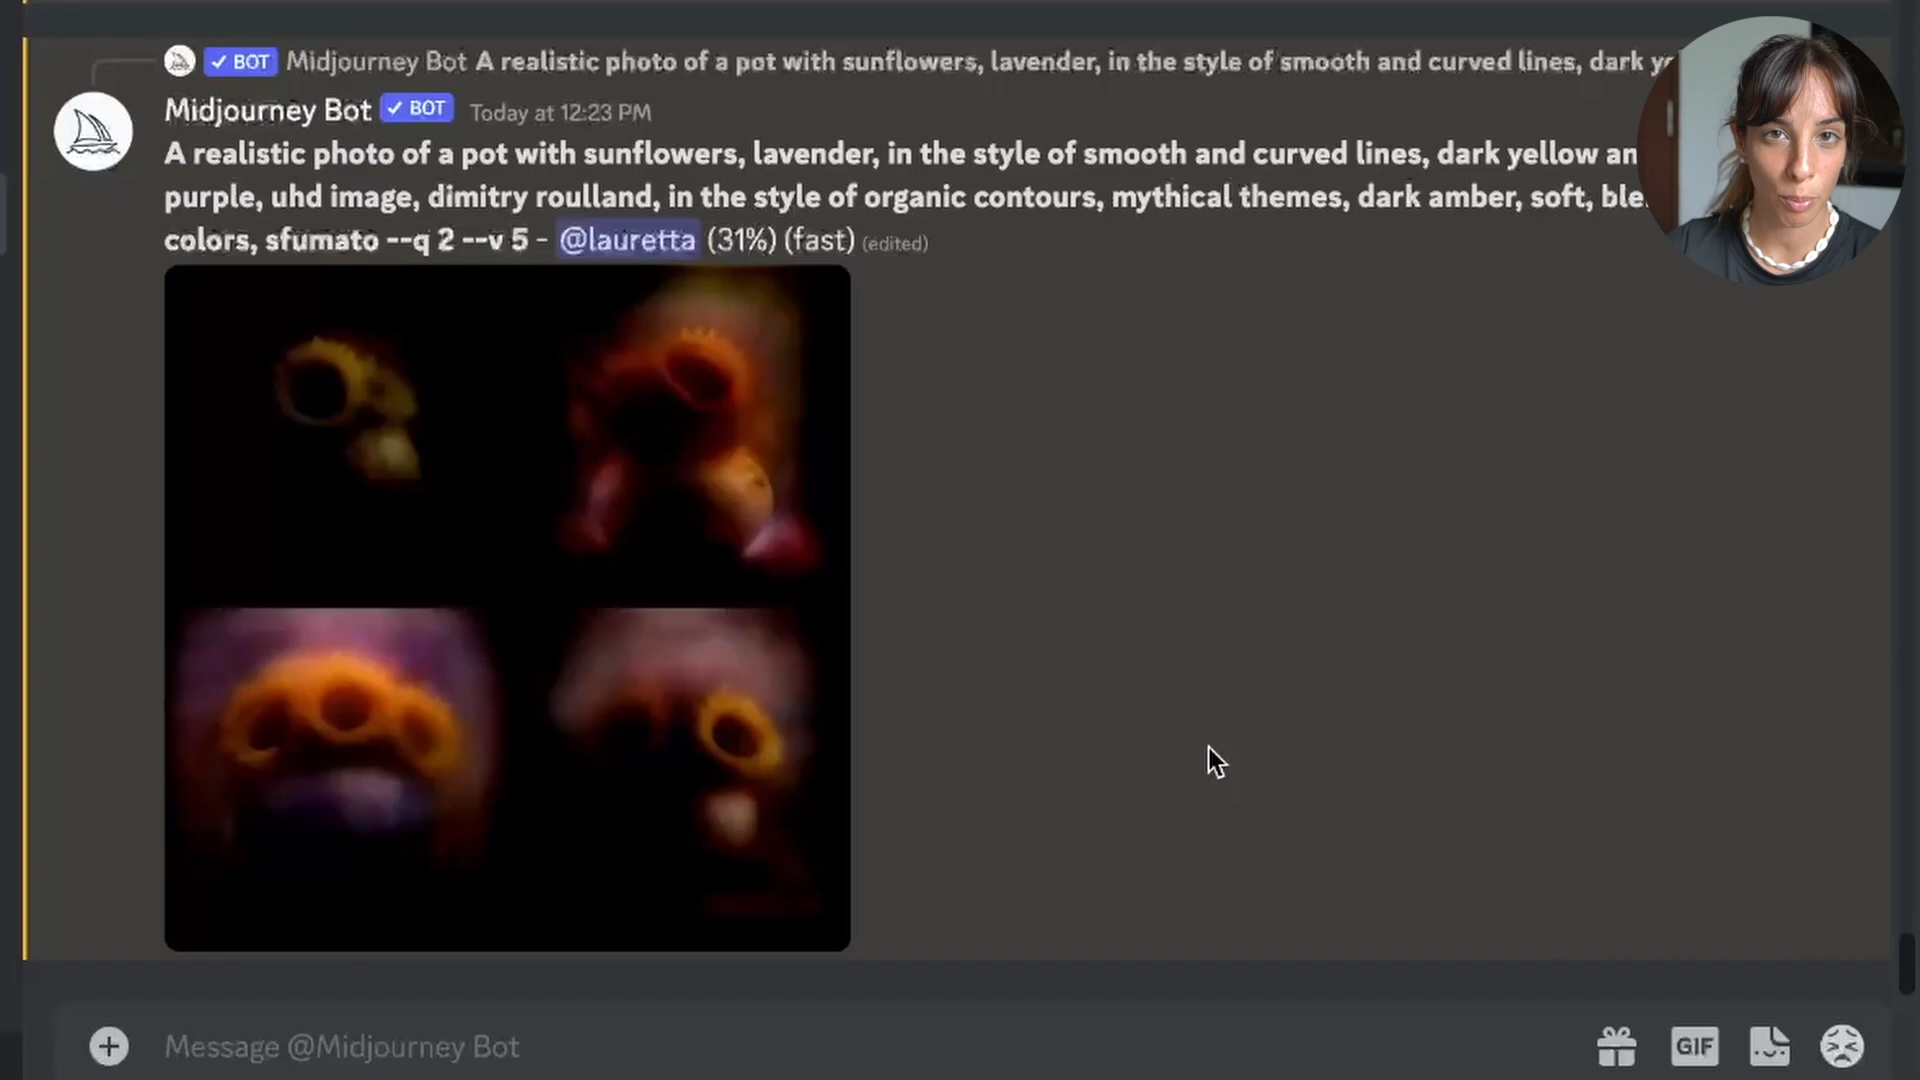 BOT Midjourney Bot A realistic photo of a pot with sunflowers, lavender, in the style of smooth and curved lines, dark
Midjourney Bot BOT Today at 12:23 PM
A realistic photo of a pot with sunflowers, lavender, in the style of smooth and curved lines, dark yellow
purple, uhd image, dimitry roulland, in the style of organic contours, mythical themes, dark amber, soft,
colors, sfumato --q 2 --v 5 - @lauretta (31%) (fast) (edited)
Message @Midjourney Bot
GIF